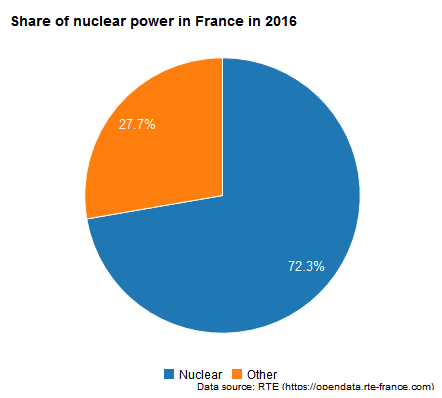 Share of nuclear power in France in 2016
27.7%
72.3%
Nuclear Other
Data source: RTE (https://opendata.rte-france.com)